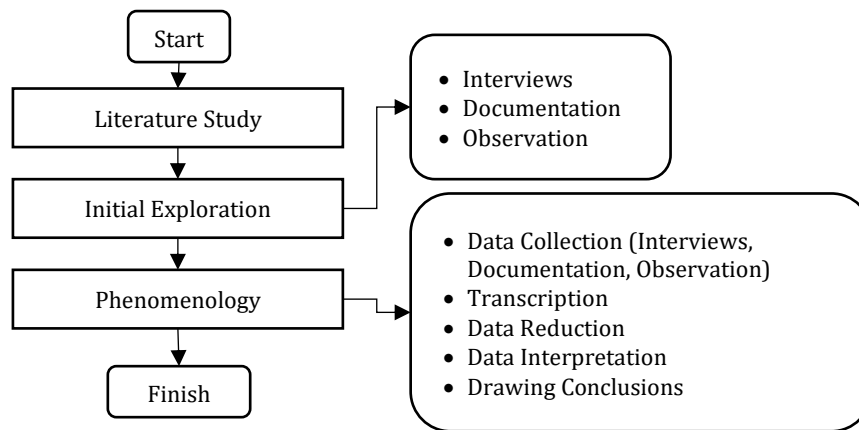 Start
Literature Study
Initial Exploration
Phenomenology
Finish
• Interviews
• Documentation
• Observation
• Data Collection (Interviews,
Documentation, Observation)
• Transcription
• Data Reduction
• Data Interpretation
• Drawing Conclusions